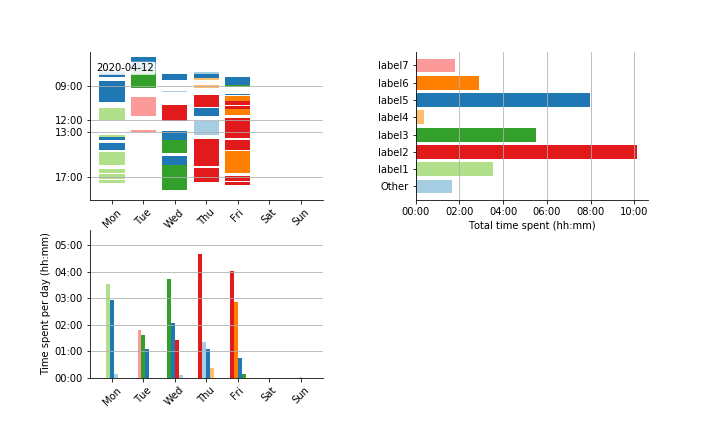 2020-04-12
09:00
12:00
13:00
17:00
Mon Tue Wed Thu Fri Sat Sun
label7
label6
label5
label4
label3
label2
label1
Other
00:00 02:00 04:00 06:00 08:00 10:00
Total time spent (hh:mm)
Time spent per day (hh:mm)
05:00
04:00
03:00
02:00
01:00
00:00
Mon Tue Wed Thu Fri Sat Sun